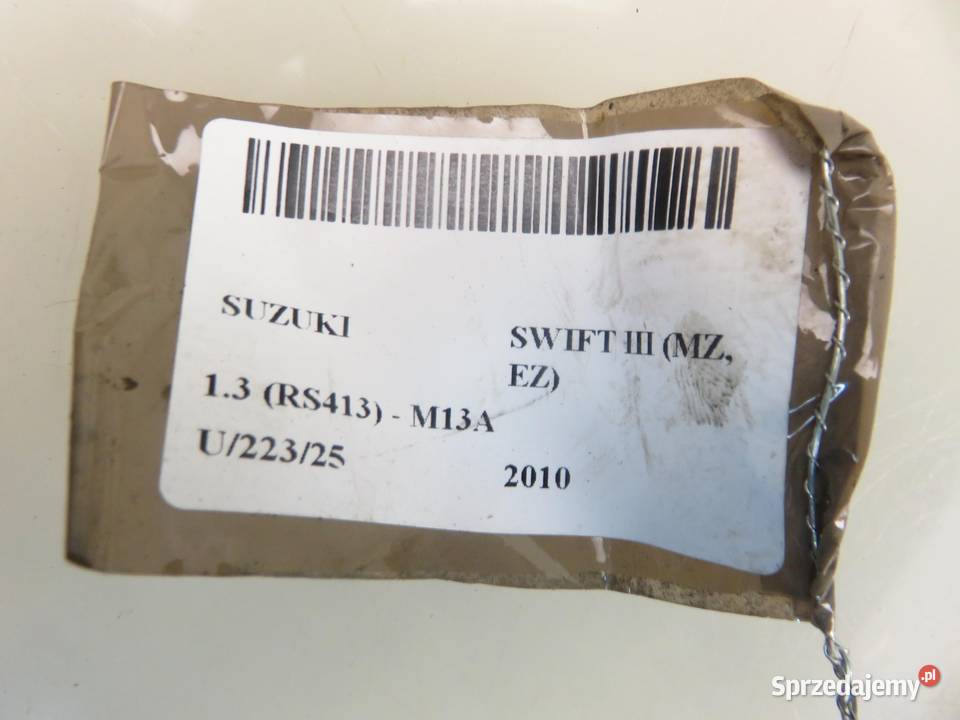 SUZUKI
SWIFT III (MZ,
EZ)
1.3 (RS413) - M13A
U/223/25
2010
Sprzedajemy.pl